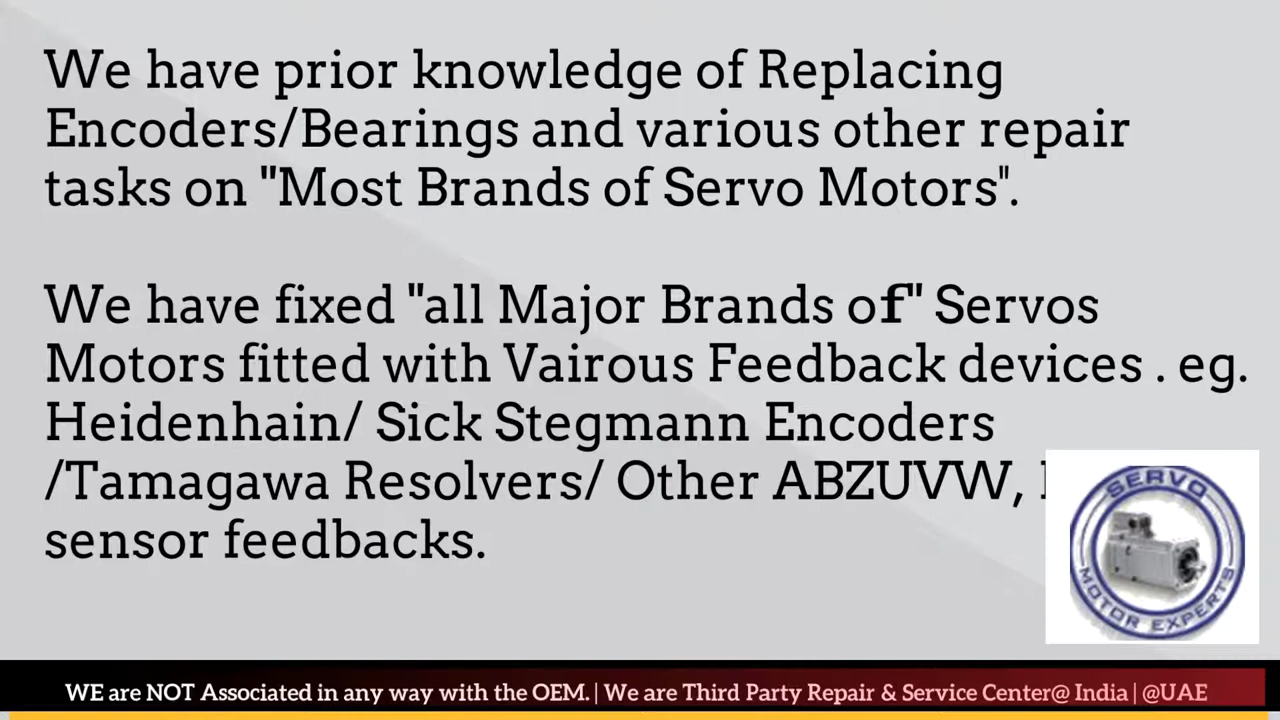 We have prior knowledge of Replacing
Encoders/Bearings and various other repair
tasks on "Most Brands of Servo Motors".
We have fixed "all Major Brands of" Servos
Motors fitted with Vairous Feedback devices . eg.
Heidenhain/ Sick Stegmann Encoders
/Tamagawa Resolvers/ Other ABZUVW,
sensor feedbacks.
SERVO
MOTOR EXPERTS
WE are NOT Associated in any way with the OEM. | We are Third Party Repair & Service Center@ India | @UAE